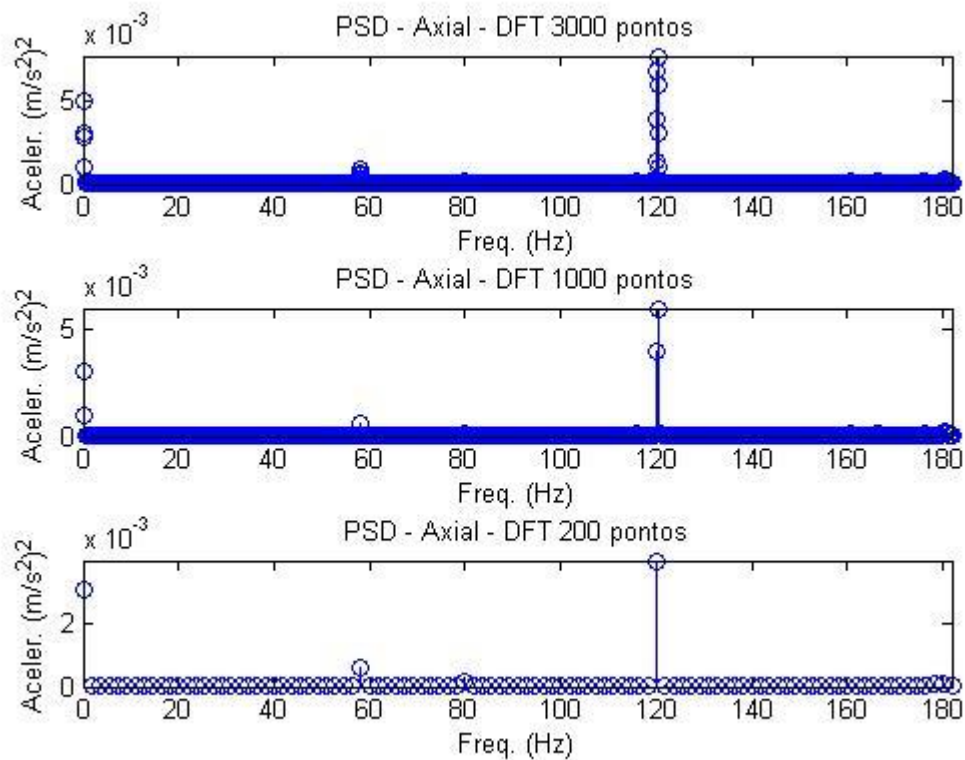 x 10⁻³
PSD - Axial - DFT 3000 pontos
Aceler. (m/s²)²
5
0
0 20 40 60 80 100 120 140 160 180
Freq. (Hz)
x 10⁻³
PSD - Axial - DFT 1000 pontos
Aceler. (m/s²)²
5
0
0 20 40 60 80 100 120 140 160 180
Freq. (Hz)
x 10⁻³
PSD - Axial - DFT 200 pontos
Aceler. (m/s²)²
2
0
0 20 40 60 80 100 120 140 160 180
Freq. (Hz)